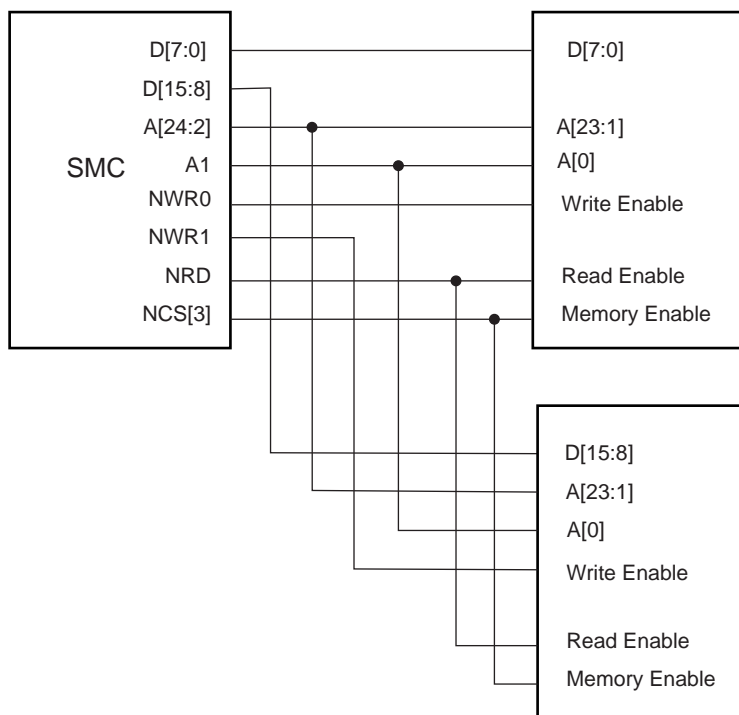 SMC
D[7:0]
D[15:8]
A[24:2]
A1
NWR0
NWR1
NRD
NCS[3]
D[7:0]
A[23:1]
A[0]
Write Enable
Read Enable
Memory Enable
D[15:8]
A[23:1]
A[0]
Write Enable
Read Enable
Memory Enable